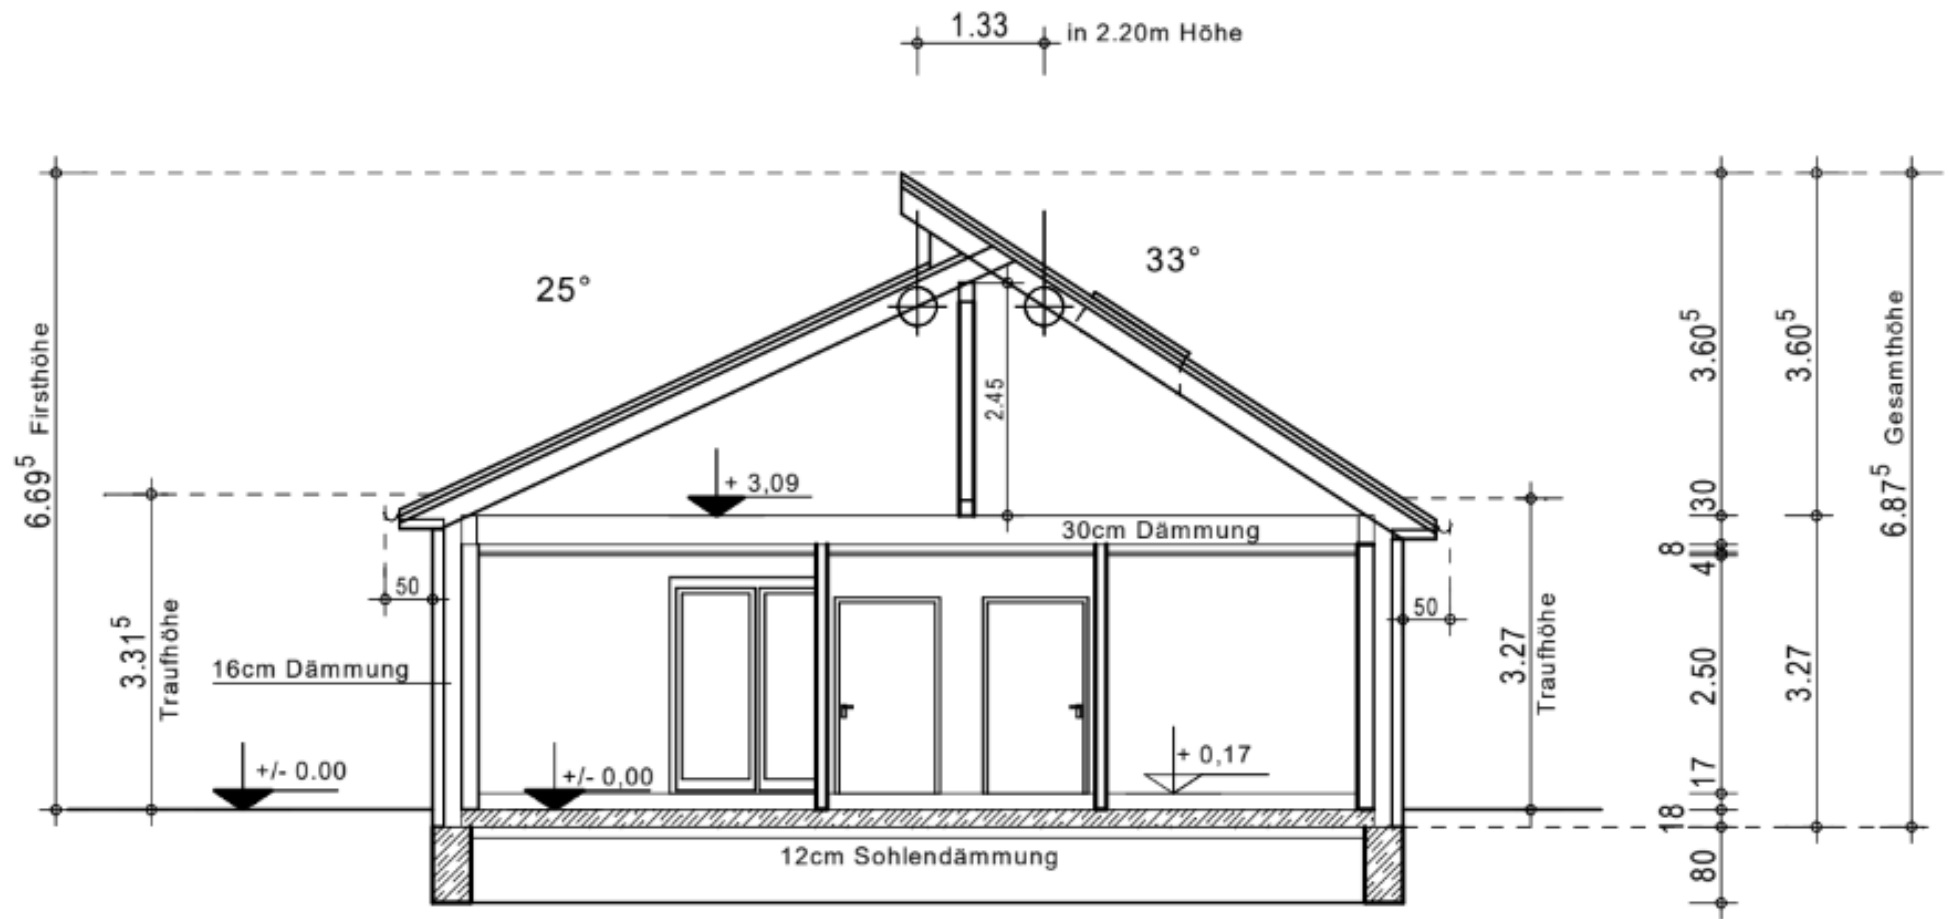 1.33 in 2.20m Höhe
25°
33°
6.69⁵ Firsthöhe
3.60⁵
3.60⁵
6.87⁵ Gesamthöhe
2.45
+ 3,09
30cm Dämmung
30
8
4
50
50
3.31⁵ Traufhöhe
16cm Dämmung
3.27 Traufhöhe
2.50
3.27
+/- 0.00
+/- 0,00
+ 0,17
17
18
12cm Sohlendämmung
80